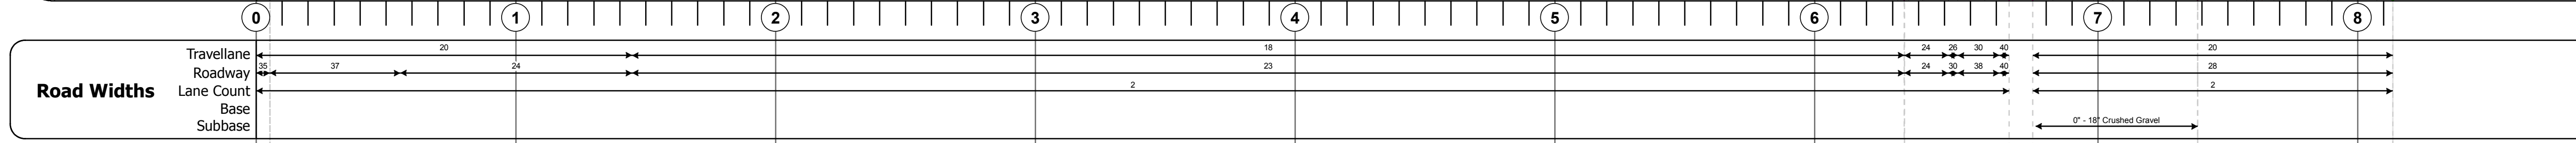 0 1 2 3 4 5 6 7 8
Road Widths
Travellane 20 18 24 26 30 40 20
Roadway 35 37 24 23 24 30 38 40 28
Lane Count 2 2
Base
Subbase 0" - 18" Crushed Gravel